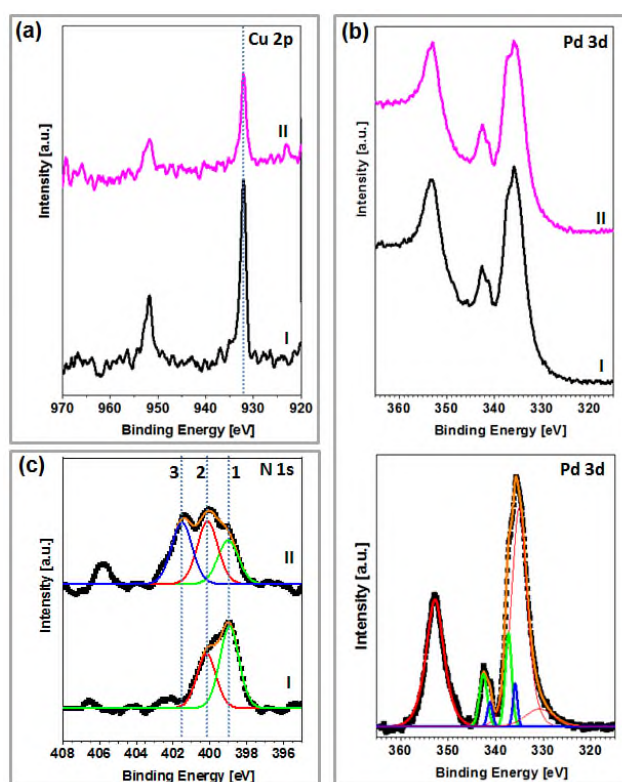 (a)
Cu 2p
II
I
Intensity [a.u.]
970 960 950 940 930 920
Binding Energy [eV]
(b)
Pd 3d
II
I
Intensity [a.u.]
360 350 340 330 320
Binding Energy [eV]
(c)
3 2 1 N 1s
II
I
Intensity [a.u.]
408 406 404 402 400 398 396
Binding Energy [eV]
Pd 3d
Intensity [a.u.]
360 350 340 330 320
Binding Energy [eV]